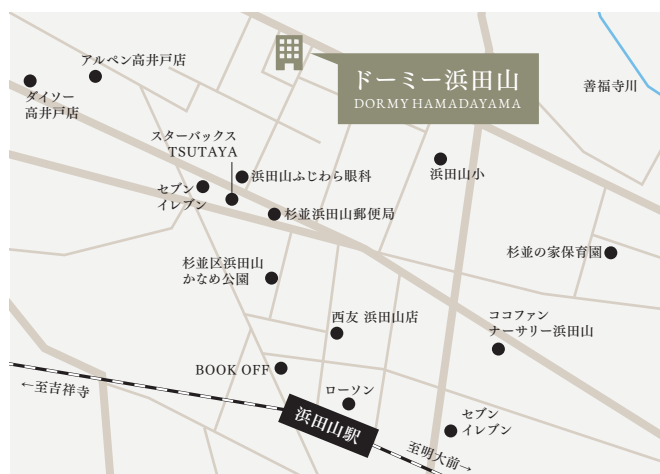 アルペン高井戸店
ダイソー
高井戸店
ドーミー浜田山
DORMY HAMADAYAMA
善福寺川
スターバックス
TSUTAYA
浜田山ふじわら眼科
セブン
イレブン
杉並浜田山郵便局
浜田山小
杉並の家保育園
杉並区浜田山
かなめ公園
西友 浜田山店
ココファン
ナーサリー浜田山
BOOK OFF
←至吉祥寺
ローソン
浜田山駅
セブン
イレブン
至明大前→